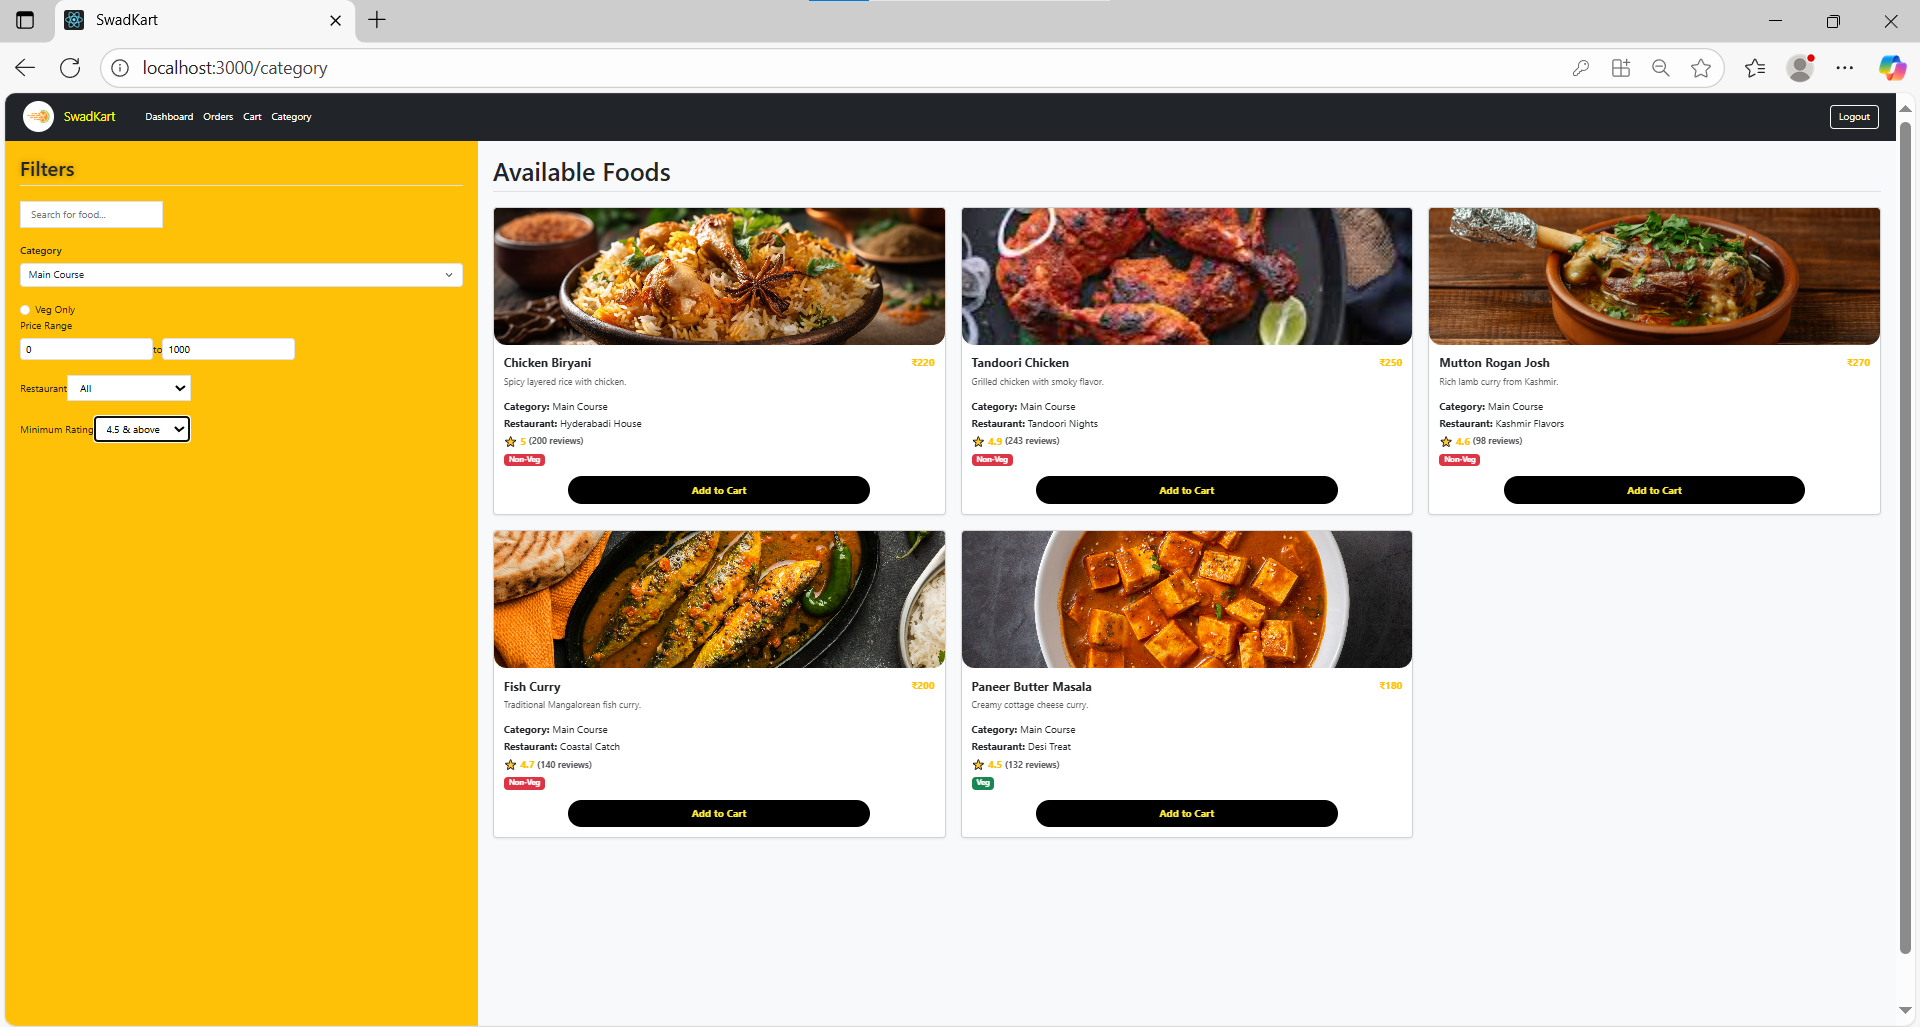 SwadKart
localhost:3000/category
SwadKart Dashboard Orders Cart Category Logout
Filters
Search for food...
Category
Main Course
Veg Only
Price Range
0 to 1000
Restaurant All
Minimum Rating 4.5 & above
Available Foods
Chicken Biryani ₹220
Spicy layered rice with chicken.
Category: Main Course
Restaurant: Hyderabadi House
5 (200 reviews)
Non-Veg
Add to Cart
Tandoori Chicken ₹250
Grilled chicken with smoky flavor.
Category: Main Course
Restaurant: Tandoori Nights
4.9 (243 reviews)
Non-Veg
Add to Cart
Mutton Rogan Josh ₹270
Rich lamb curry from Kashmir.
Category: Main Course
Restaurant: Kashmir Flavors
4.6 (98 reviews)
Non-Veg
Add to Cart
Fish Curry ₹200
Traditional Mangalorean fish curry.
Category: Main Course
Restaurant: Coastal Catch
4.7 (140 reviews)
Non-Veg
Add to Cart
Paneer Butter Masala ₹180
Creamy cottage cheese curry.
Category: Main Course
Restaurant: Desi Treat
4.5 (132 reviews)
Veg
Add to Cart